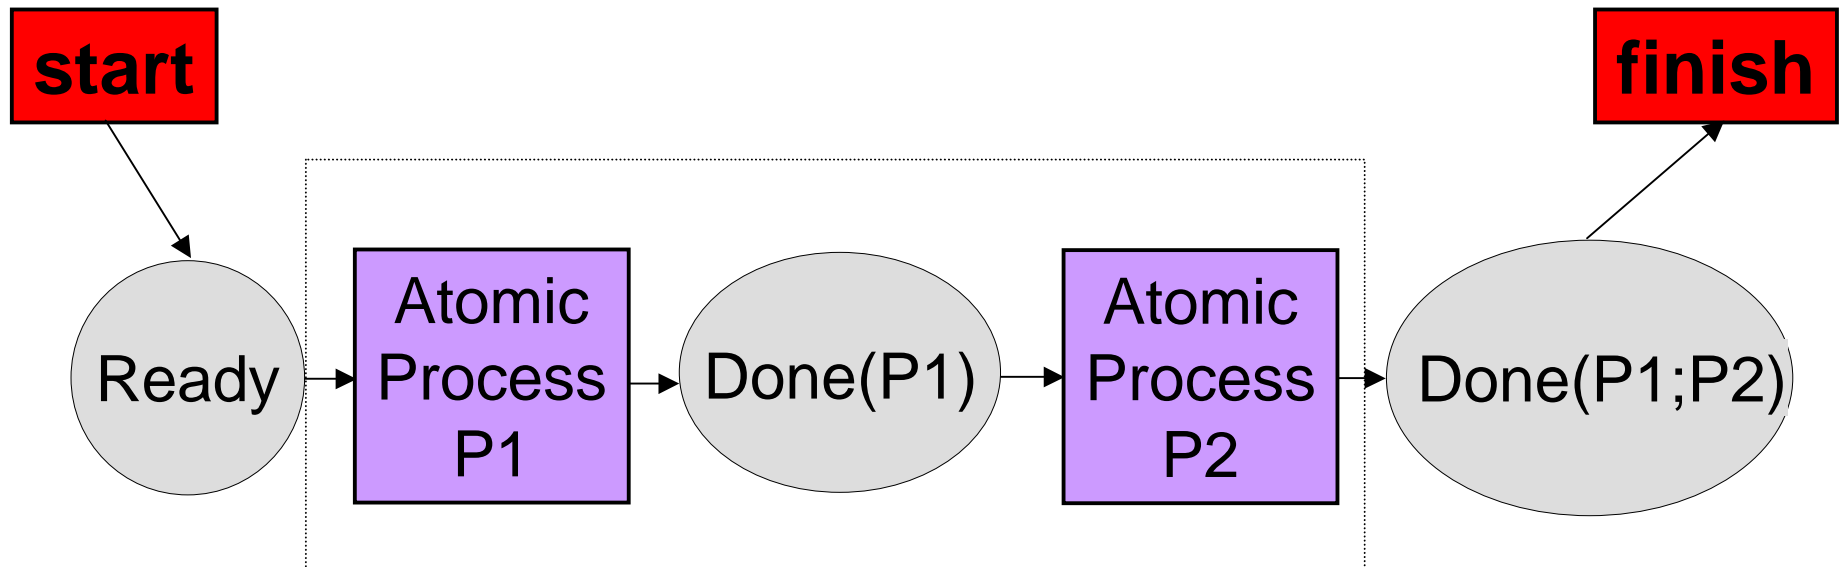 start
finish
Ready
Atomic
Process
P1
Done(P1)
Atomic
Process
P2
Done(P1;P2)